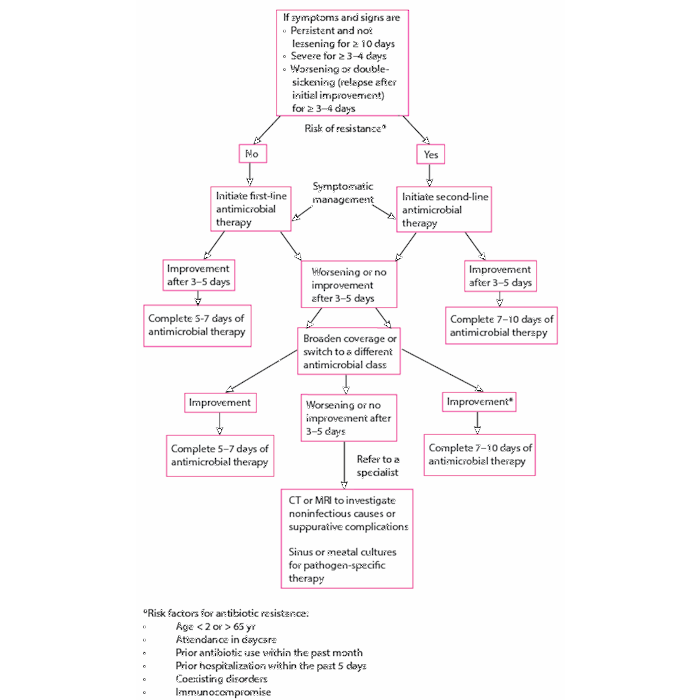 If symptoms and signs are
◦ Persistent and not
lessening for ≥ 10 days
◦ Severe for ≥ 3–4 days
◦ Worsening or double-
sickening (relapse after
initial improvement)
for ≥ 3–4 days
Risk of resistance*
No
Yes
Symptomatic
management
Initiate first-line
antimicrobial
therapy
Initiate second-line
antimicrobial
therapy
Improvement
after 3–5 days
Worsening or no
improvement
after 3–5 days
Improvement
after 3–5 days
Complete 5-7 days of
antimicrobial therapy
Complete 7–10 days of
antimicrobial therapy
Broaden coverage or
switch to a different
antimicrobial class
Improvement
Worsening or no
improvement after
3–5 days
Improvement*
Complete 5–7 days of
antimicrobial therapy
Complete 7–10 days of
antimicrobial therapy
Refer to a
specialist
CT or MRI to investigate
noninfectious causes or
suppurative complications
Sinus or meatal cultures
for pathogen-specific
therapy
*Risk factors for antibiotic resistance:
◦ Age < 2 or > 65 yr
◦ Attendance in daycare
◦ Prior antibiotic use within the past month
◦ Prior hospitalization within the past 5 days
◦ Coexisting disorders
◦ Immunocompromise